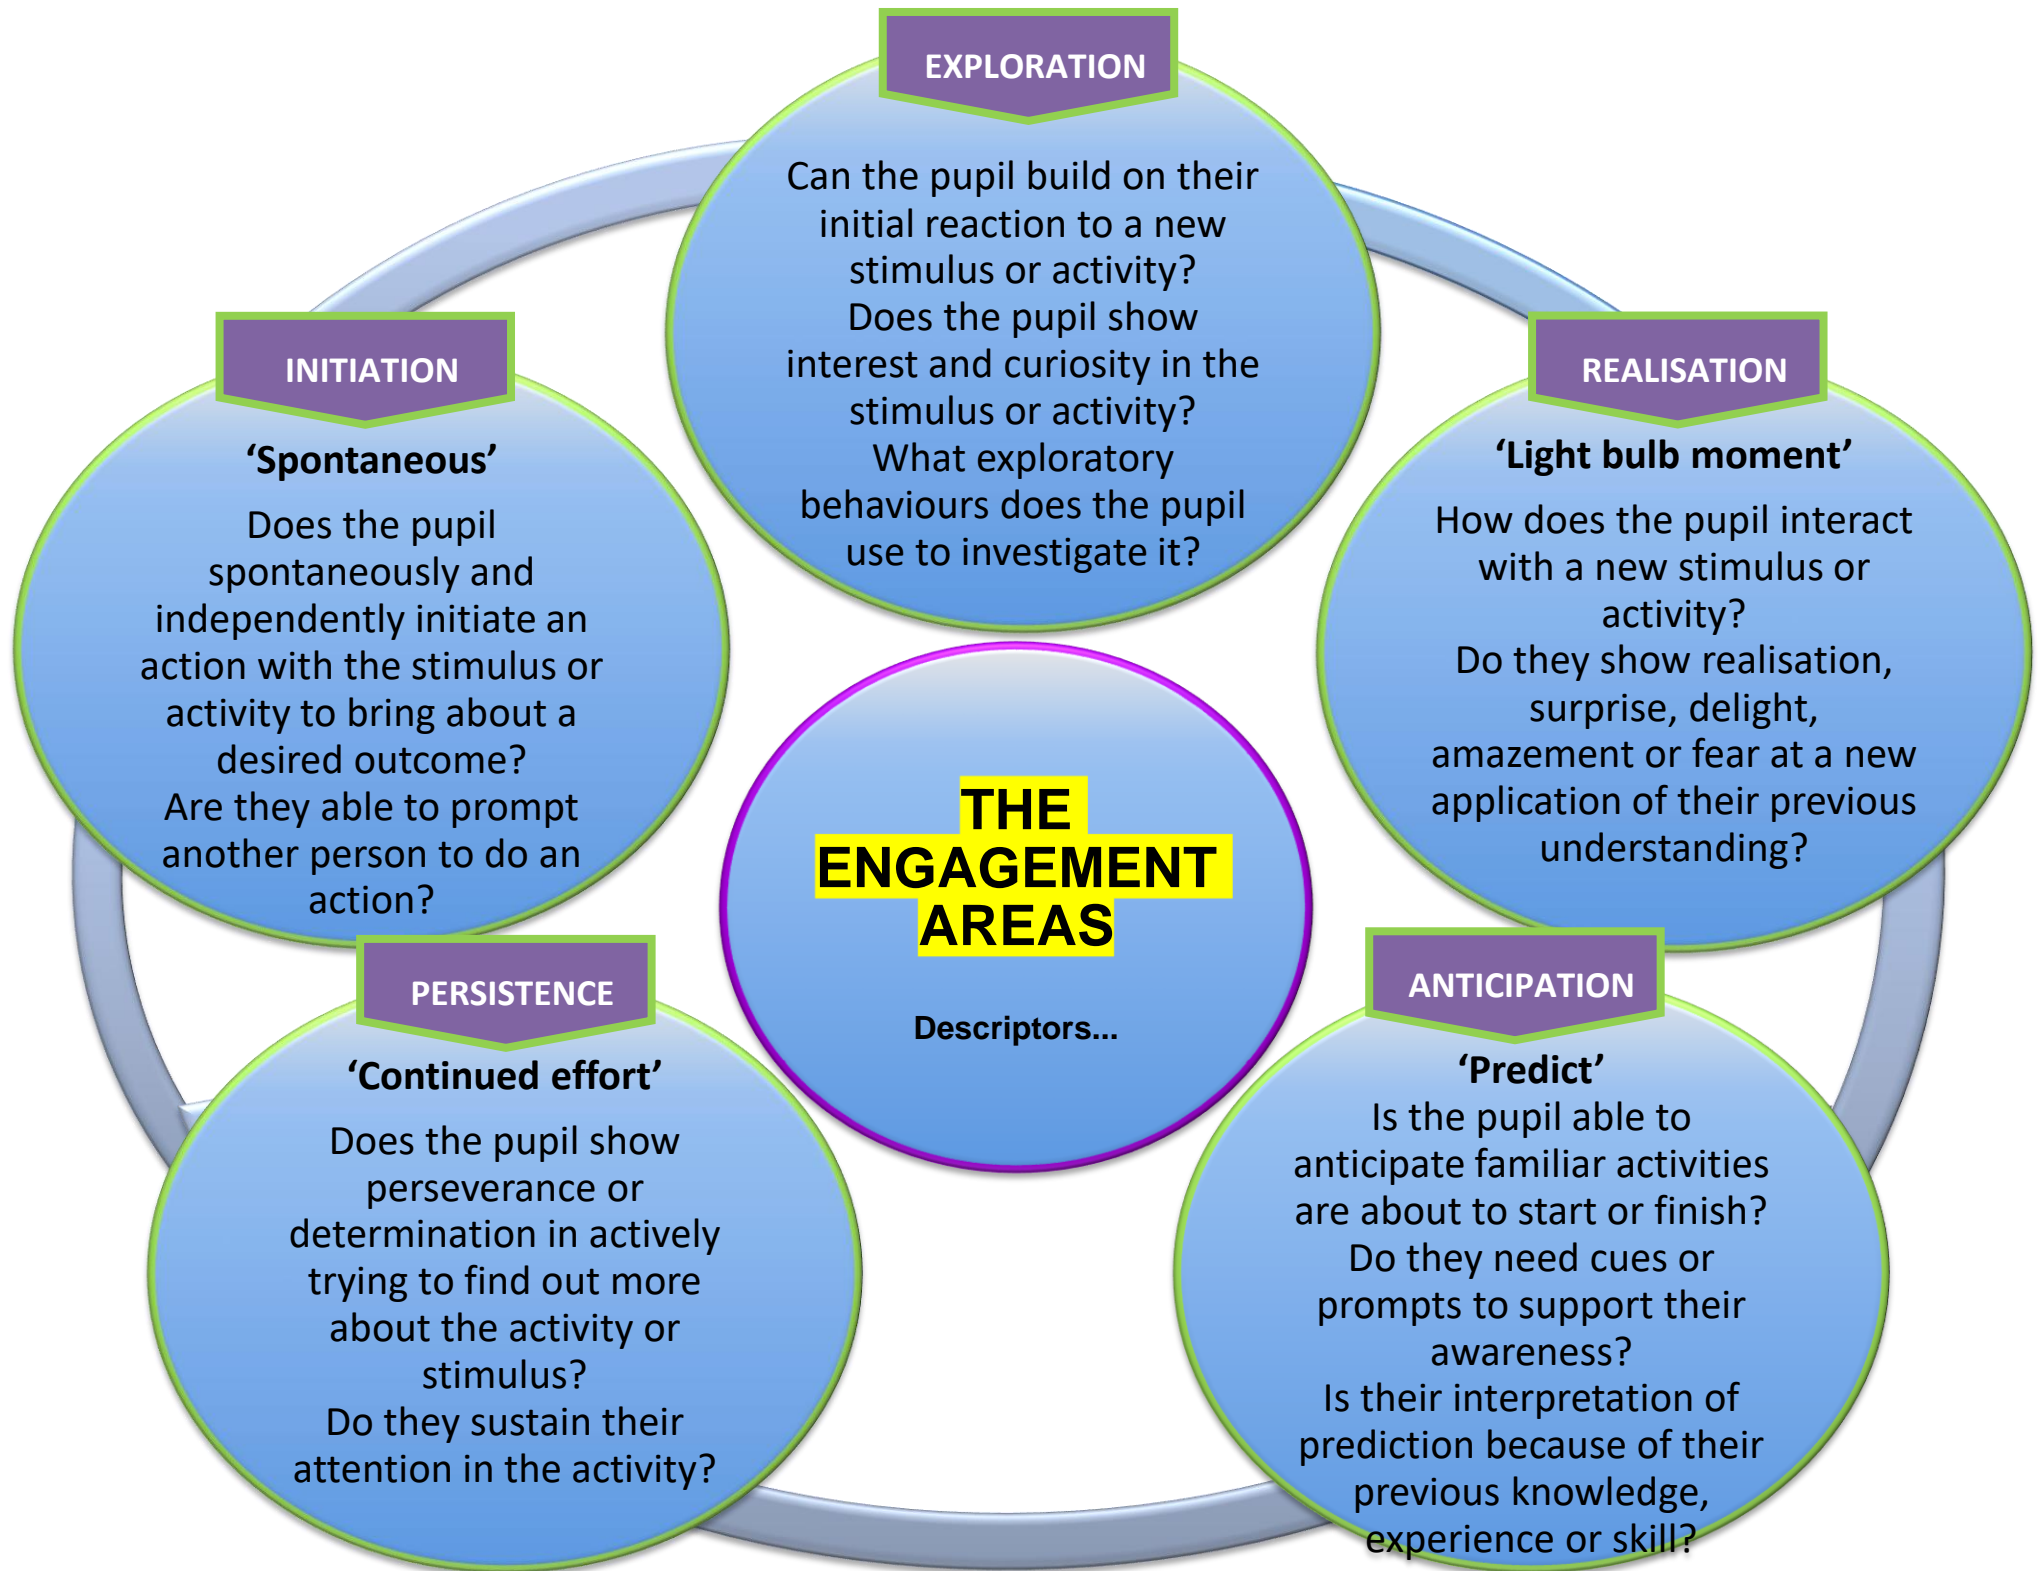 EXPLORATION
Can the pupil build on their
initial reaction to a new
stimulus or activity?
Does the pupil show
interest and curiosity in the
stimulus or activity?
What exploratory
behaviours does the pupil
use to investigate it?
INITIATION
‘Spontaneous’
Does the pupil
spontaneously and
independently initiate an
action with the stimulus or
activity to bring about a
desired outcome?
Are they able to prompt
another person to do an
action?
REALISATION
‘Light bulb moment’
How does the pupil interact
with a new stimulus or
activity?
Do they show realisation,
surprise, delight,
amazement or fear at a new
application of their previous
understanding?
THE
ENGAGEMENT
AREAS
Descriptors...
PERSISTENCE
‘Continued effort’
Does the pupil show
perseverance or
determination in actively
trying to find out more
about the activity or
stimulus?
Do they sustain their
attention in the activity?
ANTICIPATION
‘Predict’
Is the pupil able to
anticipate familiar activities
are about to start or finish?
Do they need cues or
prompts to support their
awareness?
Is their interpretation of
prediction because of their
previous knowledge,
experience or skill?